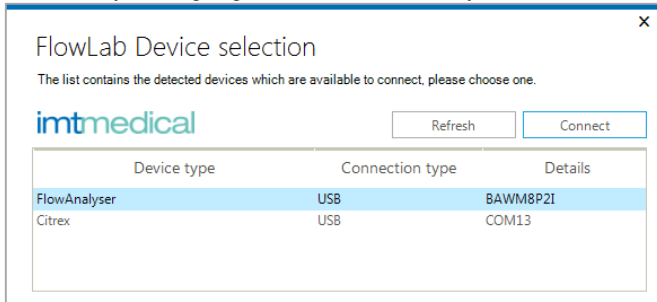 x
FlowLab Device selection
The list contains the detected devices which are available to connect, please choose one.
imtmedical Refresh Connect
Device type Connection type Details
FlowAnalyser USB BAWM8P2I
Citrex USB COM13